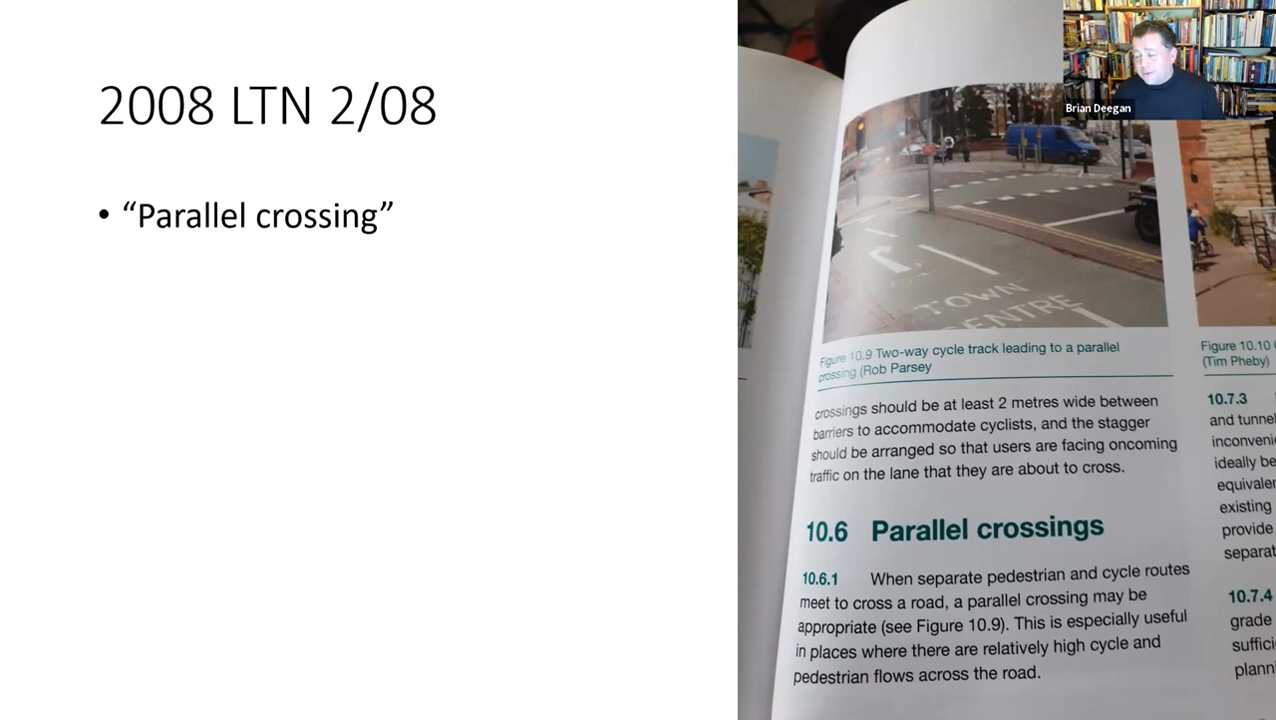 2008 LTN 2/08
• “Parallel crossing”
Brian Deegan
TOWN
CENTRE
Figure 10.9 Two-way cycle track leading to a parallel
crossing (Rob Parsey
crossings should be at least 2 metres wide between
barriers to accommodate cyclists, and the stagger
should be arranged so that users are facing oncoming
traffic on the lane that they are about to cross.
10.6 Parallel crossings
10.6.1 When separate pedestrian and cycle routes
meet to cross a road, a parallel crossing may be
appropriate (see Figure 10.9). This is especially useful
in places where there are relatively high cycle and
pedestrian flows across the road.
Figure 10.10
(Tim Pheby)
10.7.3
and tunnel
inconveni
ideally be
equivalen
existing
provide
separat
10.7.4
grade
suffici
plann